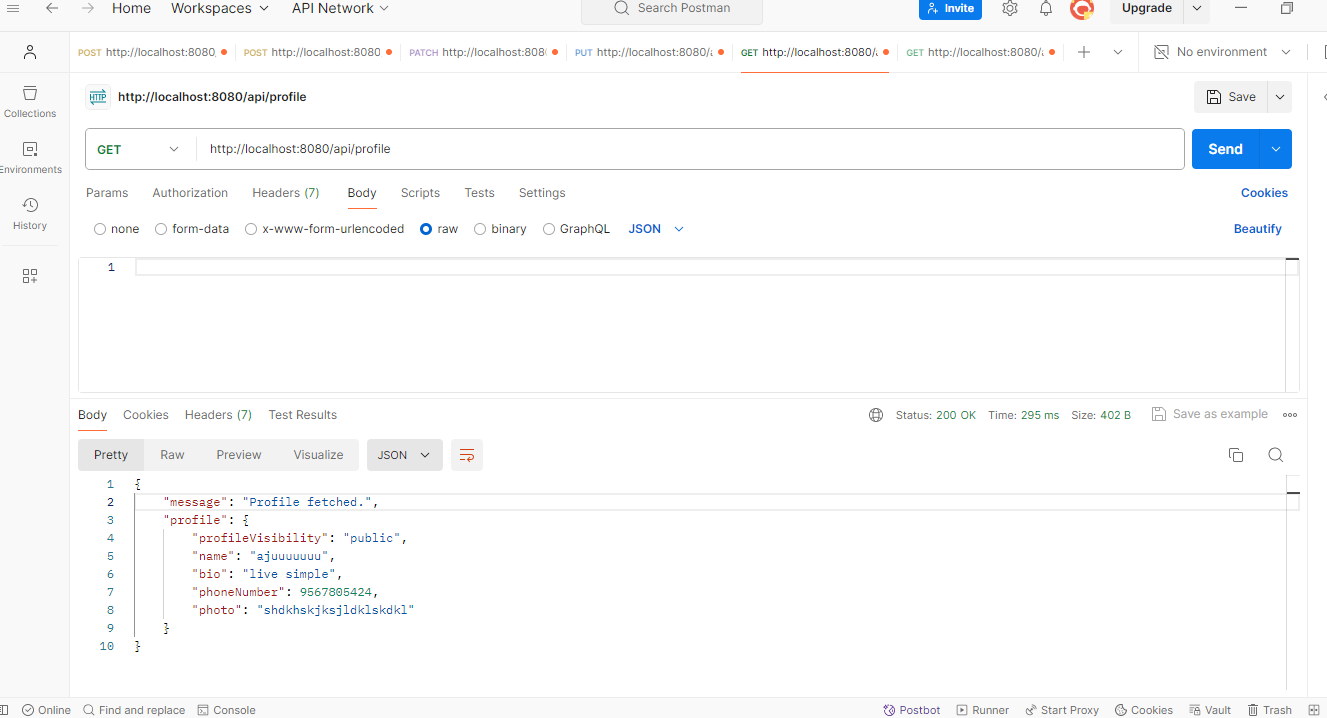 Home Workspaces API Network Search Postman Invite Upgrade
POST http://localhost:8080, POST http://localhost:8080 PATCH http://localhost:808 PUT http://localhost:8080/ GET http://localhost:8080/ GET http://localhost:8080/ No environment
HTTP http://localhost:8080/api/profile Save
Collections
GET http://localhost:8080/api/profile Send
Environments
Params Authorization Headers (7) Body Scripts Tests Settings Cookies
History
none form-data x-www-form-urlencoded raw binary GraphQL JSON Beautify
1
Body Cookies Headers (7) Test Results Status: 200 OK Time: 295 ms Size: 402 B Save as example
Pretty Raw Preview Visualize JSON
1 {
2 "message": "Profile fetched.",
3 "profile": {
4 "profileVisibility": "public",
5 "name": "ajuuuuuuu",
6 "bio": "live simple",
7 "phoneNumber": 9567805424,
8 "photo": "shdkhskjksjldklskdkl"
9 }
10 }
Online Find and replace Console Postbot Runner Start Proxy Cookies Vault Trash